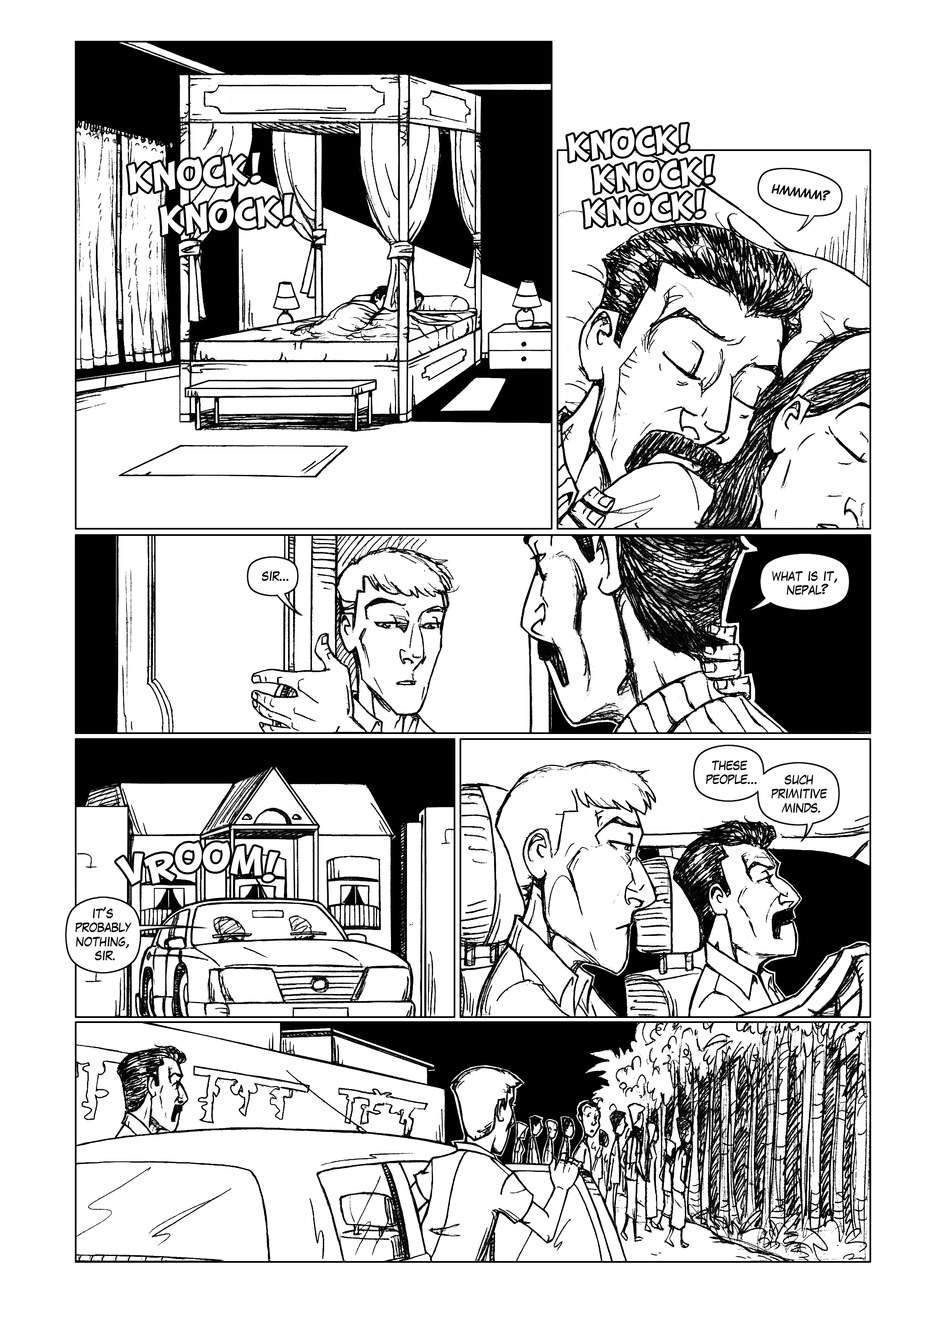 KNOCK!
KNOCK!
KNOCK!
KNOCK!
KNOCK!
HMMMM?
SIR...
WHAT IS IT,
NEPAL?
VROOM!
IT'S
PROBABLY
NOTHING,
SIR.
THESE
PEOPLE...
SUCH
PRIMITIVE
MINDS.